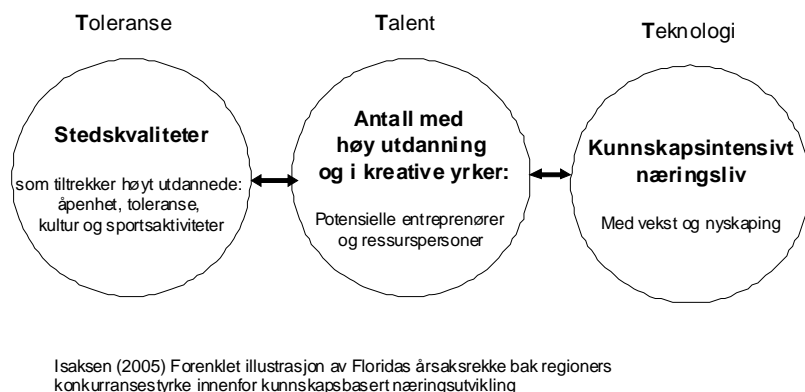 Toleranse
Talent
Teknologi
Stedskvaliteter
som tiltrekker høyt utdannede:
åpenhet, toleranse,
kultur og sportsaktiviteter
Antall med
høy utdanning
og i kreative yrker:
Potensielle entreprenører
og ressurspersoner
Kunnskapsintensivt
næringsliv
Med vekst og nyskaping
Isaksen (2005) Forenklet illustrasjon av Floridas årsaksrekke bak regioners
konkurransestyrke innenfor kunnskapsbasert næringsutvikling